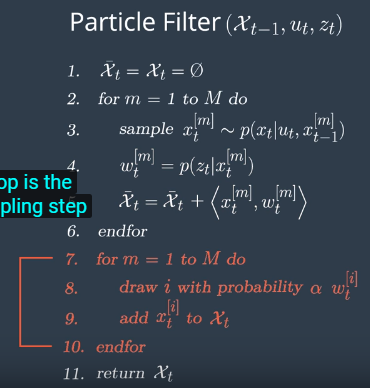 Particle Filter (𝒳ₜ₋₁, uₜ, zₜ)
1. 𝒳̄ₜ = 𝒳ₜ = Ø
2. for m = 1 to M do
3. sample xₜ^[m] ~ p(xₜ|uₜ, xₜ₋₁^[m])
4. wₜ^[m] = p(zₜ|xₜ^[m])
op is the
pling step
𝒳̄ₜ = 𝒳̄ₜ + ⟨xₜ^[m], wₜ^[m]⟩
6. endfor
7. for m = 1 to M do
8. draw i with probability α wₜ^[i]
9. add xₜ^[i] to 𝒳ₜ
10. endfor
11. return 𝒳ₜ